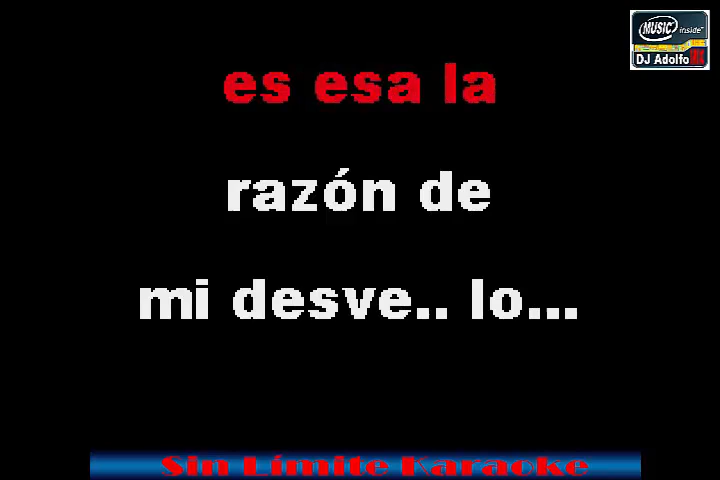 MUSIC inside
DJ Adolfo
es esa la
razón de
mi desve.. lo...
Sin Límite Karaoke